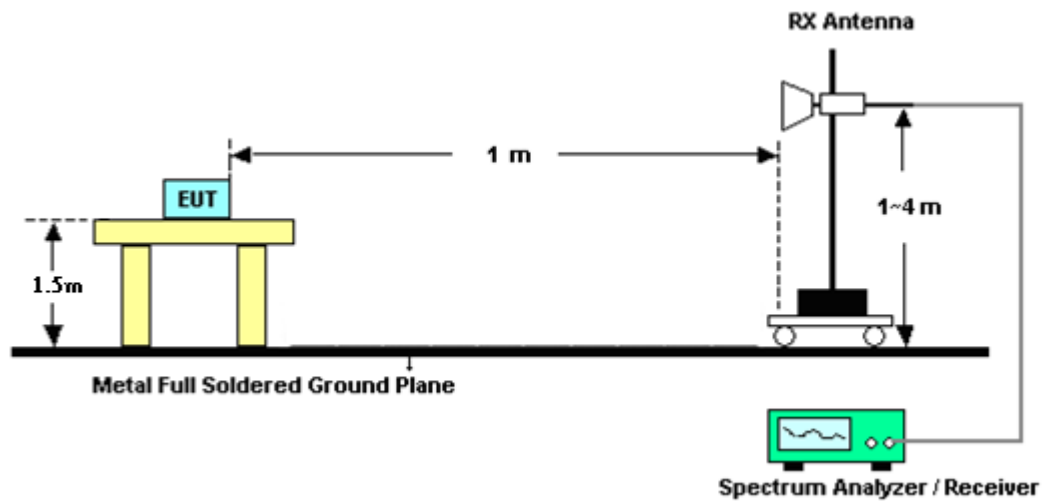 RX Antenna
1 m
EUT
1~4 m
1.5m
Metal Full Soldered Ground Plane
Spectrum Analyzer / Receiver